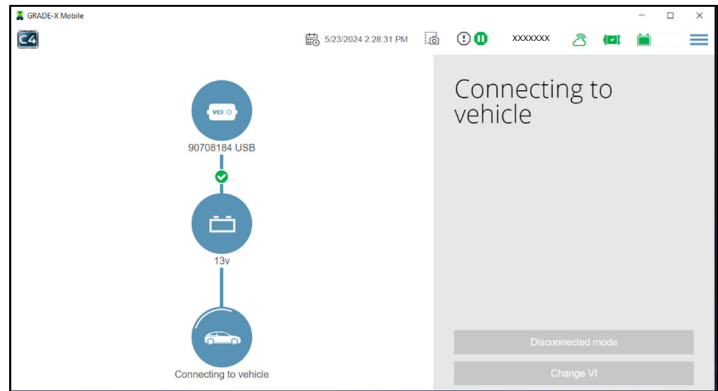 GRADE-X Mobile
C4
5/23/2024 2:28:31 PM
XXXXXXX
VCI
90708184 USB
13v
Connecting to vehicle
Connecting to
vehicle
Disconnected mode
Change VI